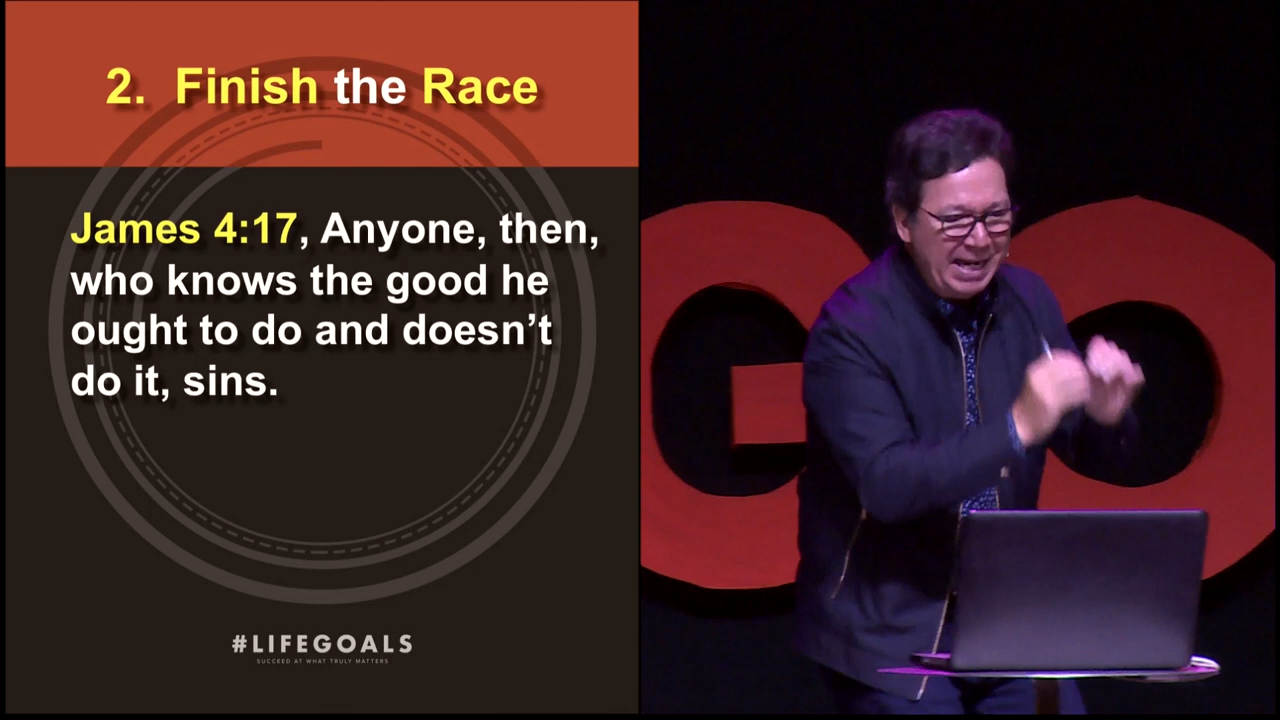 2. Finish the Race
James 4:17, Anyone, then,
who knows the good he
ought to do and doesn’t
do it, sins.
#LIFEGOALS
SUCCEED AT WHAT TRULY MATTERS
GO